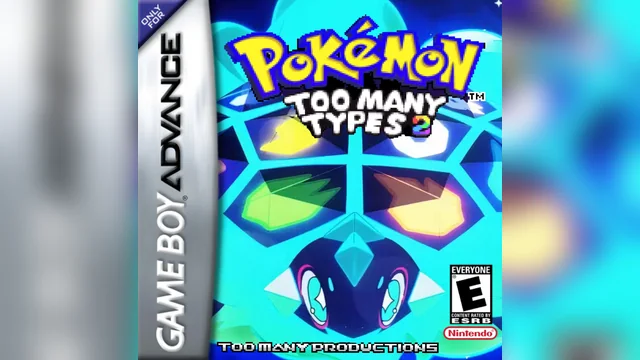 ONLY
FOR
GAME BOY ADVANCE
POKéMON
TM
TOO MANY
TYPES 2
EVERYONE
E
CONTENT RATED BY
ESRB
Nintendo
TOO MANY PRODUCTIONS